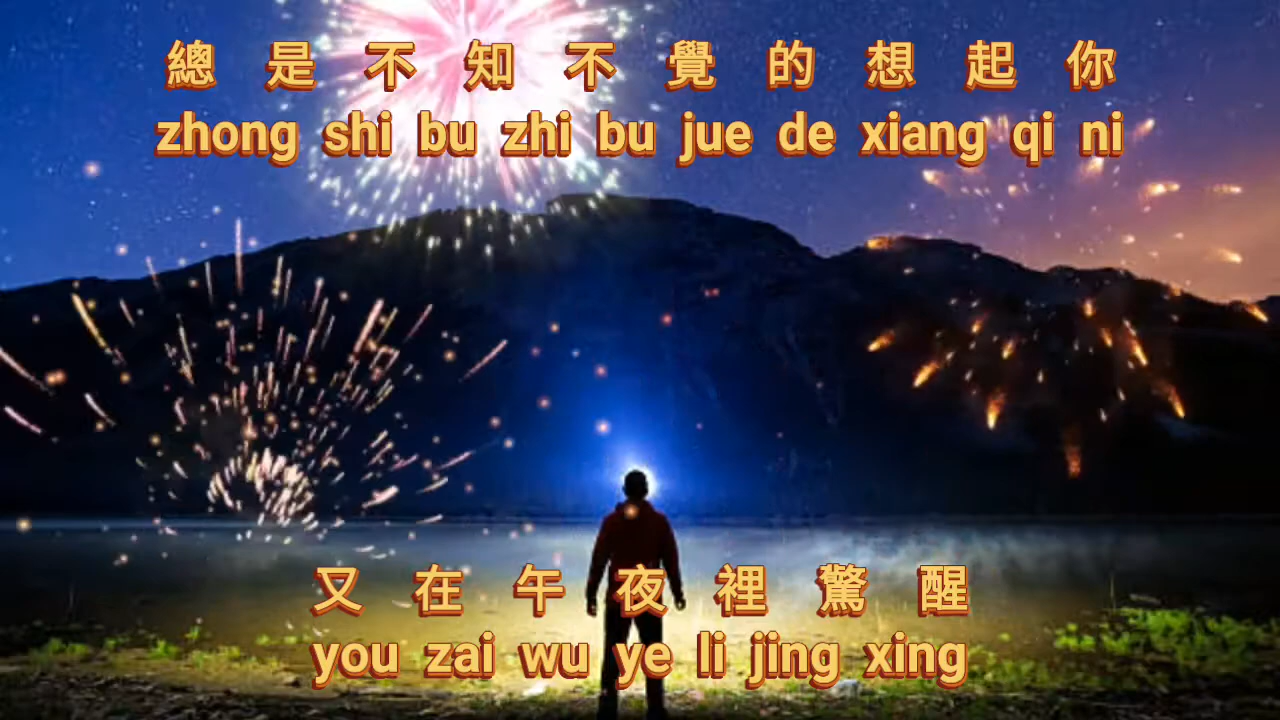 總 是 不 知 不 覺 的 想 起 你
zhong shi bu zhi bu jue de xiang qi ni
又 在 午 夜 裡 驚 醒
you zai wu ye li jing xing